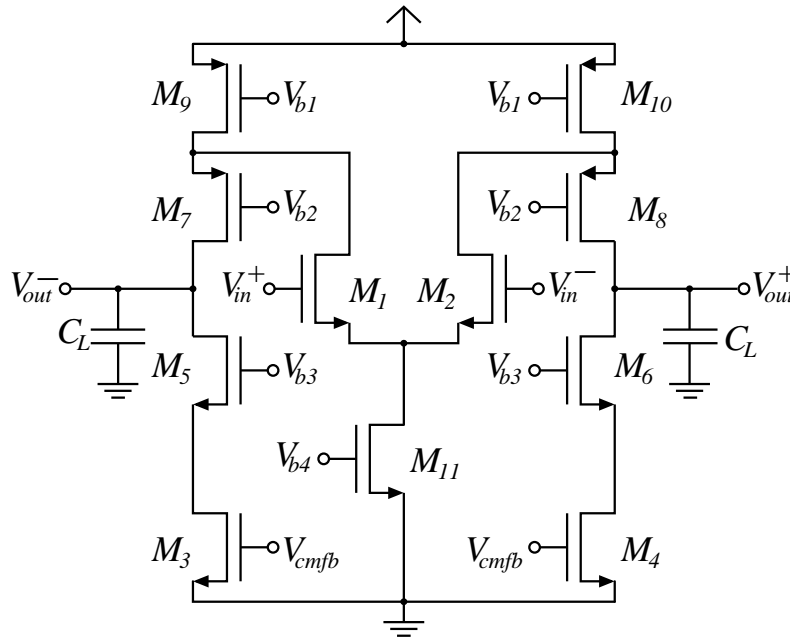 M9 Vb1 Vb1 M10
M7 Vb2 Vb2 M8
Vout− Vin+ M1 M2 Vin− Vout+
CL CL
M5 Vb3 Vb3 M6
Vb4 M11
M3 Vcmfb Vcmfb M4